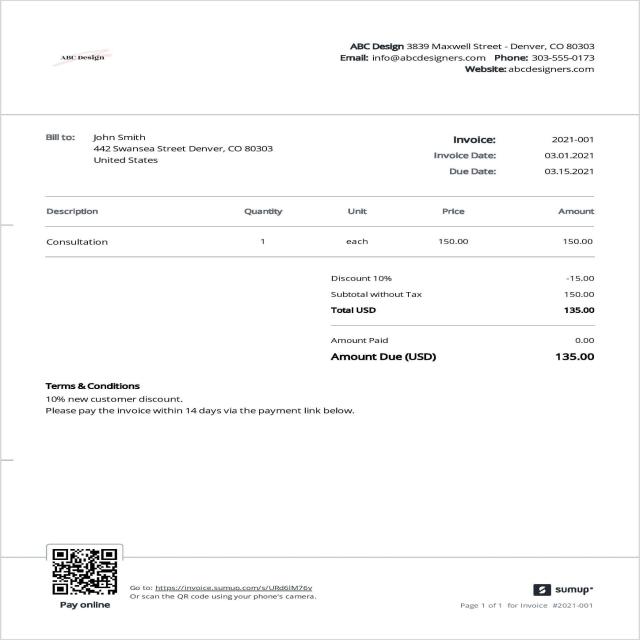 ABC Design
ABC Design 3839 Maxwell Street - Denver, CO 80303
Email: info@abcdesigners.com Phone: 303-555-0173
Website: abcdesigners.com
Bill to: John Smith
442 Swansea Street Denver, CO 80303
United States
Invoice: 2021-001
Invoice Date: 03.01.2021
Due Date: 03.15.2021
Description Quantity Unit Price Amount
Consultation 1 each 150.00 150.00
Discount 10% -15.00
Subtotal without Tax 150.00
Total USD 135.00
Amount Paid 0.00
Amount Due (USD) 135.00
Terms & Conditions
10% new customer discount.
Please pay the invoice within 14 days via the payment link below.
Go to: https://invoice.sumup.com/s/URd6lM76y
Or scan the QR code using your phone's camera.
Pay online
sumup
Page 1 of 1 for Invoice #2021-001